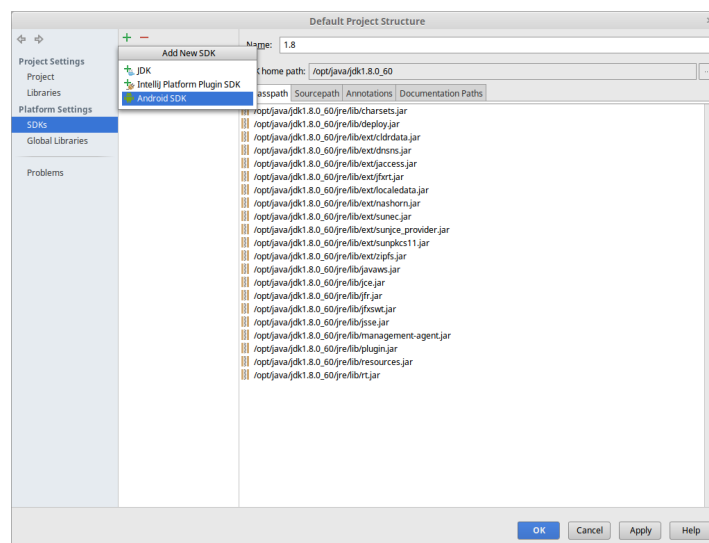 Default Project Structure
Name: 1.8
Add New SDK
Project Settings
JDK
home path: /opt/java/jdk1.8.0_60
Project
IntelliJ Platform Plugin SDK
Libraries
Android SDK
Sourcepath
Annotations
Documentation Paths
Platform Settings
SDKs
Global Libraries
Problems
/opt/java/jdk1.8.0_60/jre/lib/charsets.jar
/opt/java/jdk1.8.0_60/jre/lib/deploy.jar
/opt/java/jdk1.8.0_60/jre/lib/ext/cldrdata.jar
/opt/java/jdk1.8.0_60/jre/lib/ext/dnsns.jar
/opt/java/jdk1.8.0_60/jre/lib/ext/jaccess.jar
/opt/java/jdk1.8.0_60/jre/lib/ext/jfxrt.jar
/opt/java/jdk1.8.0_60/jre/lib/ext/localedata.jar
/opt/java/jdk1.8.0_60/jre/lib/ext/nashorn.jar
/opt/java/jdk1.8.0_60/jre/lib/ext/sunec.jar
/opt/java/jdk1.8.0_60/jre/lib/ext/sunjce_provider.jar
/opt/java/jdk1.8.0_60/jre/lib/ext/sunpkcs11.jar
/opt/java/jdk1.8.0_60/jre/lib/ext/zipfs.jar
/opt/java/jdk1.8.0_60/jre/lib/javaws.jar
/opt/java/jdk1.8.0_60/jre/lib/jce.jar
/opt/java/jdk1.8.0_60/jre/lib/jfr.jar
/opt/java/jdk1.8.0_60/jre/lib/jfxswt.jar
/opt/java/jdk1.8.0_60/jre/lib/jsse.jar
/opt/java/jdk1.8.0_60/jre/lib/management-agent.jar
/opt/java/jdk1.8.0_60/jre/lib/plugin.jar
/opt/java/jdk1.8.0_60/jre/lib/resources.jar
/opt/java/jdk1.8.0_60/jre/lib/rt.jar
OK
Cancel
Apply
Help